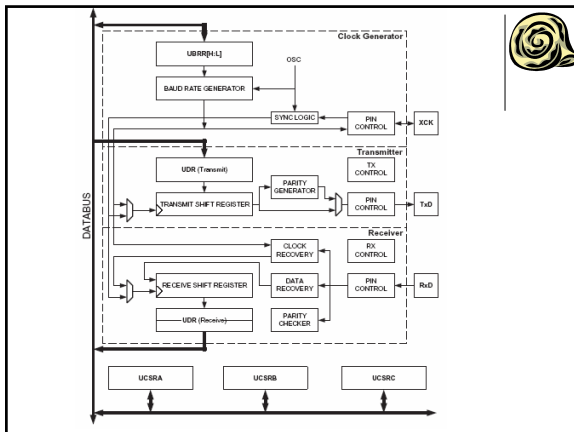 Clock Generator
UBRR[H:L]
OSC
BAUD RATE GENERATOR
SYNC LOGIC
PIN
CONTROL
XCK
Transmitter
UDR (Transmit)
TX
CONTROL
PARITY
GENERATOR
TRANSMIT SHIFT REGISTER
PIN
CONTROL
TxD
DATABUS
Receiver
CLOCK
RECOVERY
RX
CONTROL
RECEIVE SHIFT REGISTER
DATA
RECOVERY
PIN
CONTROL
RxD
UDR (Receive)
PARITY
CHECKER
UCSRA
UCSRB
UCSRC